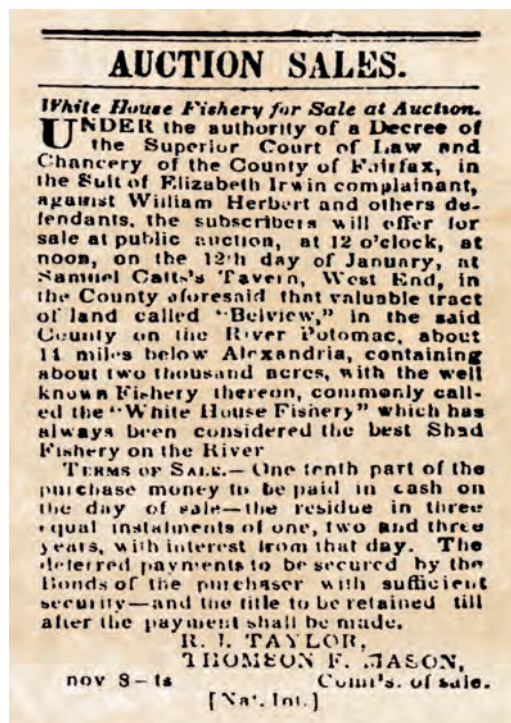 AUCTION SALES.
White House Fishery for Sale at Auction.
UNDER the authority of a Decree of
the Superior Court of Law and
Chancery of the County of Fairfax, in
the Suit of Elizabeth Irwin complainant,
against William Herbert and others de-
fendants, the subscribers will offer for
sale at public auction, at 12 o'clock, at
noon, on the 12th day of January, at
Samuel Catts's Tavern, West End, in
the County aforesaid that valuable tract
of land called "Belview," in the said
County on the River Potomac, about
11 miles below Alexandria, containing
about two thousand acres, with the well
known Fishery thereon, commonly call-
ed the "White House Fishery" which has
always been considered the best Shad
Fishery on the River
TERMS OF SALE.—One tenth part of the
purchase money to be paid in cash on
the day of sale—the residue in three
equal instalments of one, two and three
years, with interest from that day. The
deferred payments to be secured by the
Bonds of the purchaser with sufficient
security—and the title to be retained till
after the payment shall be made.
R. I. TAYLOR,
THOMSON F. MASON,
nov 8—ts Comm's. of sale.
[Nat. Int.]